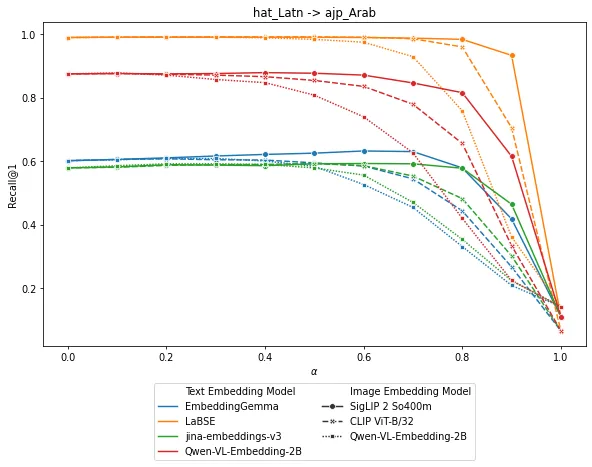 hat_Latn -> ajp_Arab
Recall@1
1.0
0.8
0.6
0.4
0.2
0.0 0.2 0.4 0.6 0.8 1.0
α
Text Embedding Model Image Embedding Model
EmbeddingGemma SigLIP 2 So400m
LaBSE CLIP ViT-B/32
jina-embeddings-v3 Qwen-VL-Embedding-2B
Qwen-VL-Embedding-2B